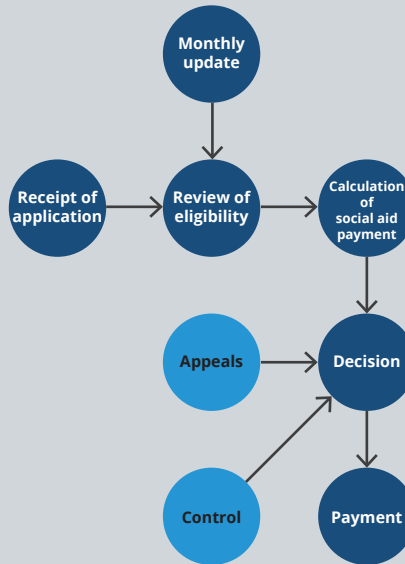 Monthly
update
Receipt of
application
Review of
eligibility
Calculation
of
social aid
payment
Appeals
Decision
Control
Payment